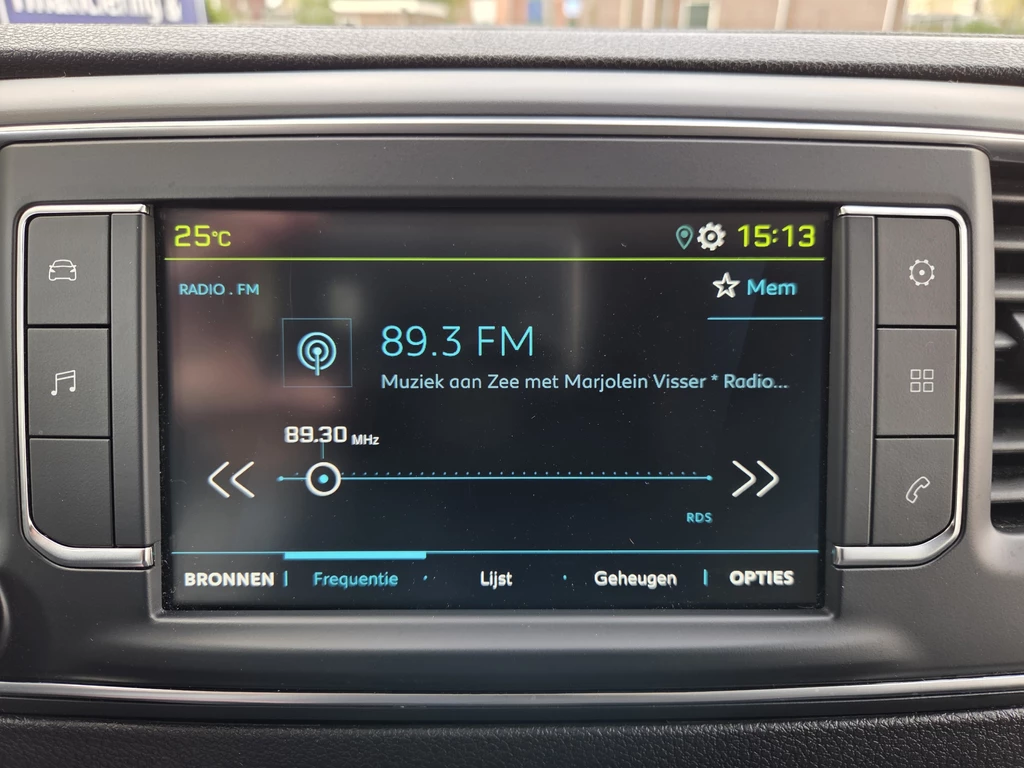 25°C 15:13
RADIO . FM
Mem
89.3 FM
Muziek aan Zee met Marjolein Visser * Radio...
89.30 MHz
RDS
BRONNEN Frequentie Lijst Geheugen OPTIES